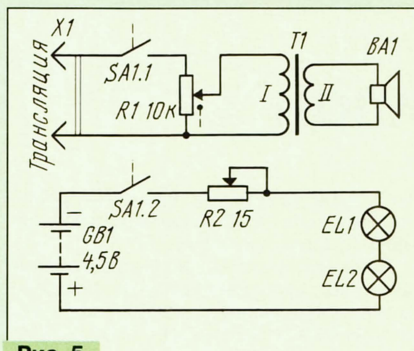 X1
Трансляция
SA1.1
R1 10к
T1
I
II
BA1
SA1.2
R2 15
−
GB1
4,5В
+
EL1
EL2
Рис. 5